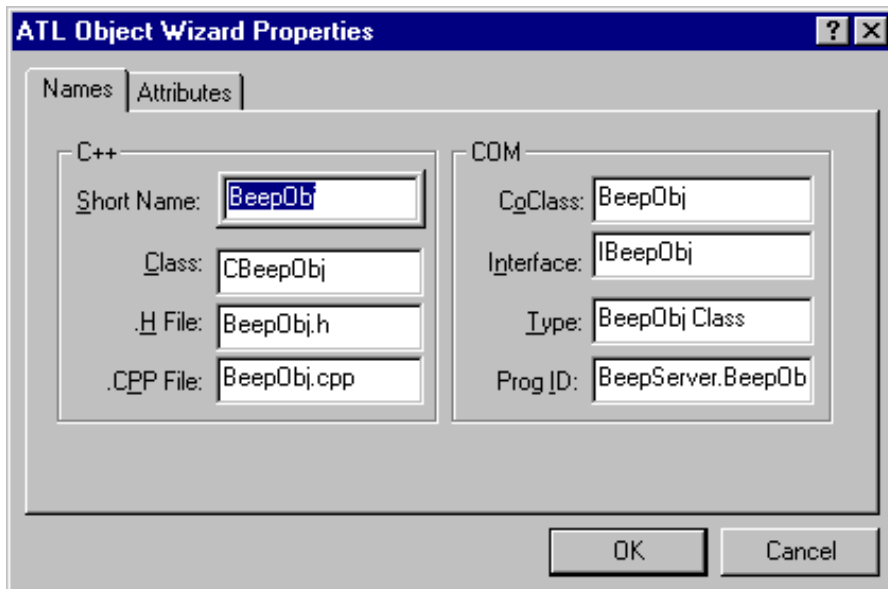 ATL Object Wizard Properties
Names
Attributes
C++
Short Name: BeepObj
Class: CBeepObj
.H File: BeepObj.h
.CPP File: BeepObj.cpp
COM
CoClass: BeepObj
Interface: IBeepObj
Type: BeepObj Class
Prog ID: BeepServer.BeepOb
OK
Cancel